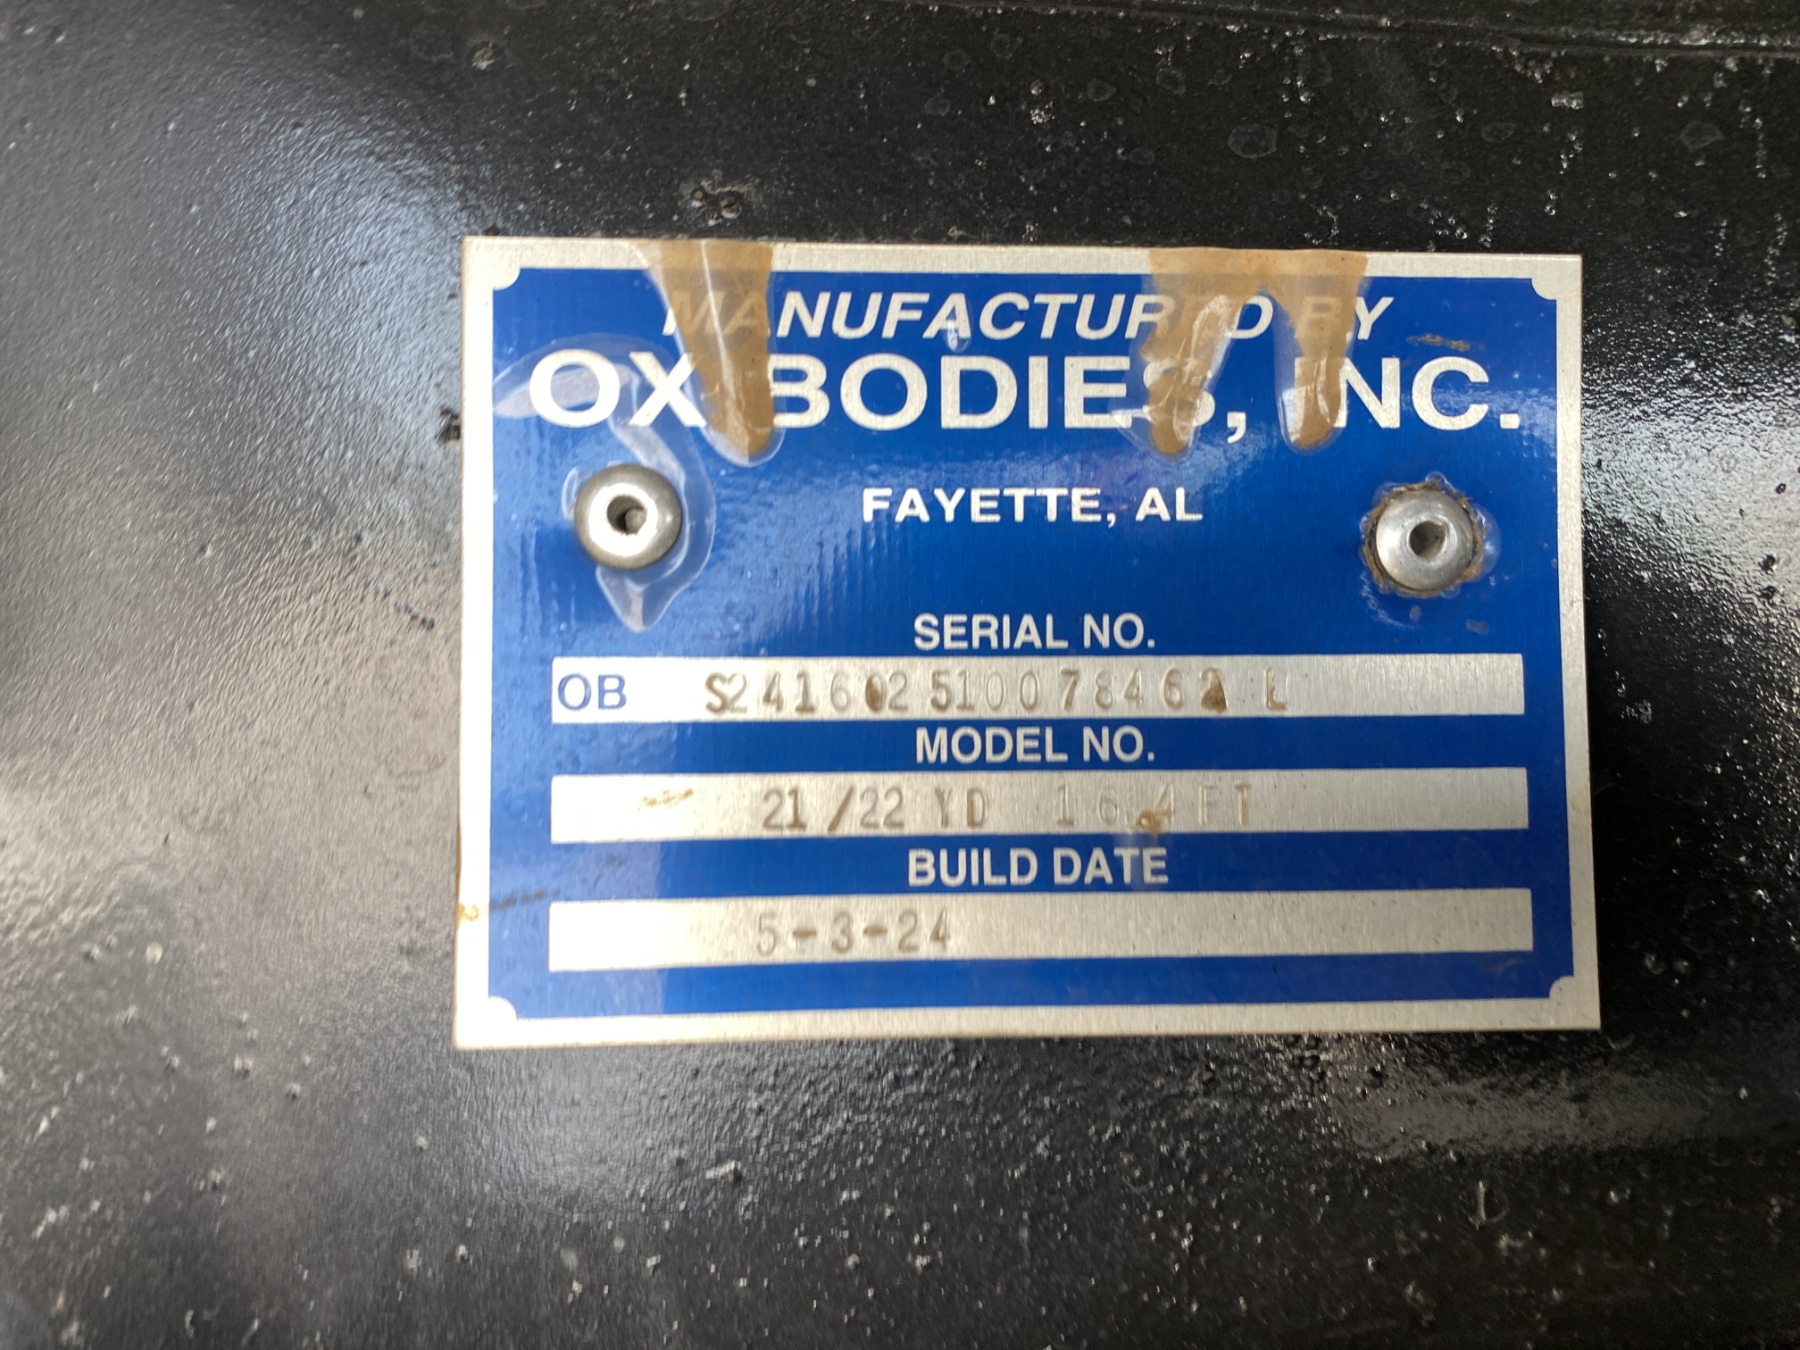 MANUFACTURED BY
OX BODIES, INC.
FAYETTE, AL
SERIAL NO.
OB S241602510078462 L
MODEL NO.
21/22 YD 16.4FT
BUILD DATE
5-3-24